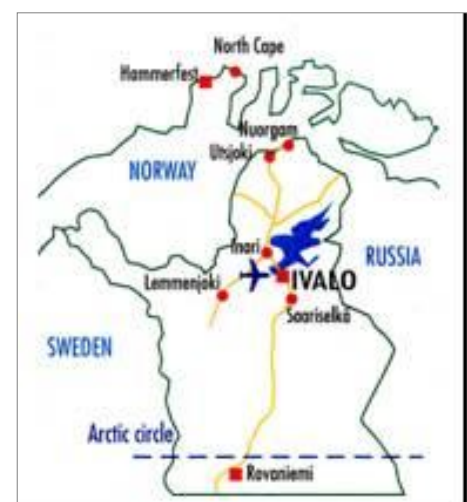 North Cape
Hammerfest
Nuorgam
Utsjoki
NORWAY
Inari
RUSSIA
IVALO
Lemmenjoki
Saariselkä
SWEDEN
Arctic circle
Rovaniemi